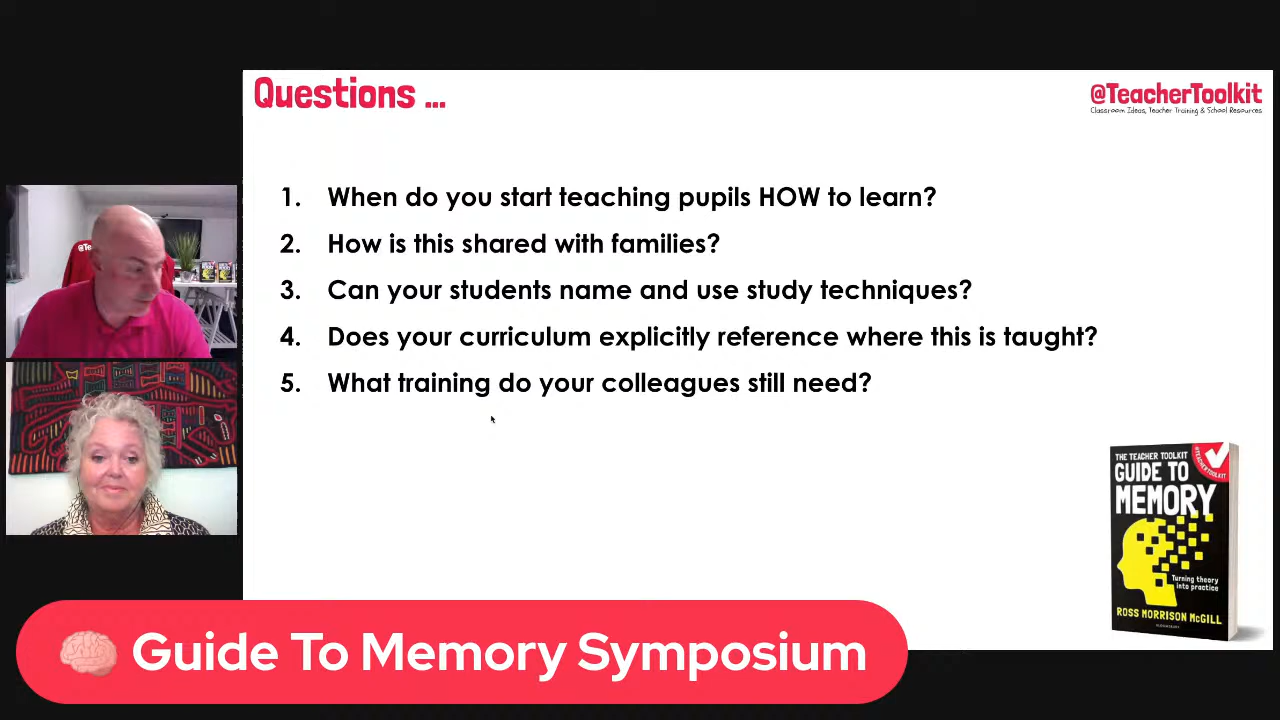 Questions ...
@TeacherToolkit
Classroom Ideas, Teacher Training & School Resources
1. When do you start teaching pupils HOW to learn?
2. How is this shared with families?
3. Can your students name and use study techniques?
4. Does your curriculum explicitly reference where this is taught?
5. What training do your colleagues still need?
@Te
THE TEACHER TOOLKIT
GUIDE TO
MEMORY
@TEACHERTOOLKIT
Turning theory
into practice
ROSS MORRISON McGILL
BLOOMSBURY
Guide To Memory Symposium